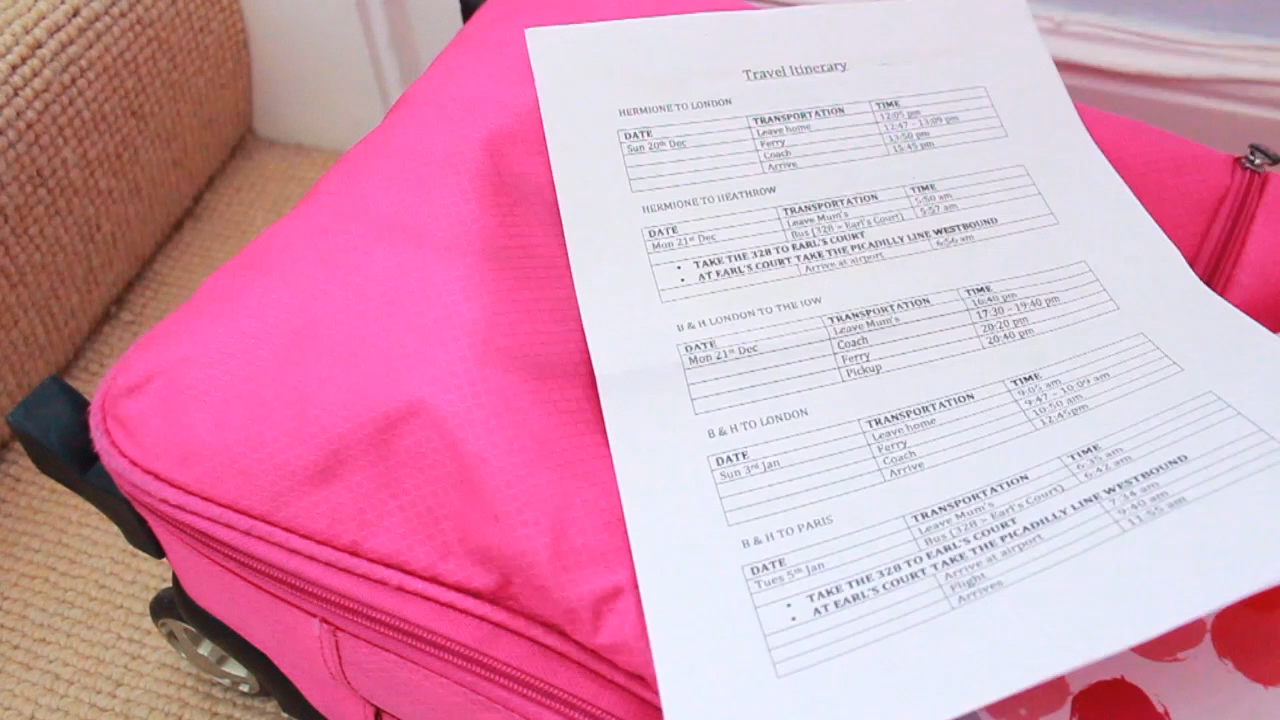 Travel Itinerary
HERMIONE TO LONDON
DATE TRANSPORTATION TIME
Sun 20th Dec Leave home 12:05 pm
Ferry 12:47 – 13:09 pm
Coach 13:50 pm
Arrive 15:45 pm
HERMIONE TO HEATHROW
DATE TRANSPORTATION TIME
Mon 21st Dec Leave Mum's 5:50 am
Bus (328 > Earl's Court) 5:57 am
• TAKE THE 328 TO EARL'S COURT
• AT EARL'S COURT TAKE THE PICADILLY LINE WESTBOUND
Arrive at airport 6:56 am
B & H LONDON TO THE IOW
DATE TRANSPORTATION TIME
Mon 21st Dec Leave Mum's 16:40 pm
Coach 17:30 – 19:40 pm
Ferry 20:20 pm
Pickup 20:40 pm
B & H TO LONDON
DATE TRANSPORTATION TIME
Sun 3rd Jan Leave home 9:05 am
Ferry 9:47 – 10:09 am
Coach 10:50 am
Arrive 12:45pm
B & H TO PARIS
DATE TRANSPORTATION TIME
Tues 5th Jan Leave Mum's 6:35 am
Bus (328 > Earl's Court) 6:42 am
• TAKE THE 328 TO EARL'S COURT
• AT EARL'S COURT TAKE THE PICADILLY LINE WESTBOUND
Arrive at airport 7:34 am
Flight 9:40 am
Arrives 11:55 am